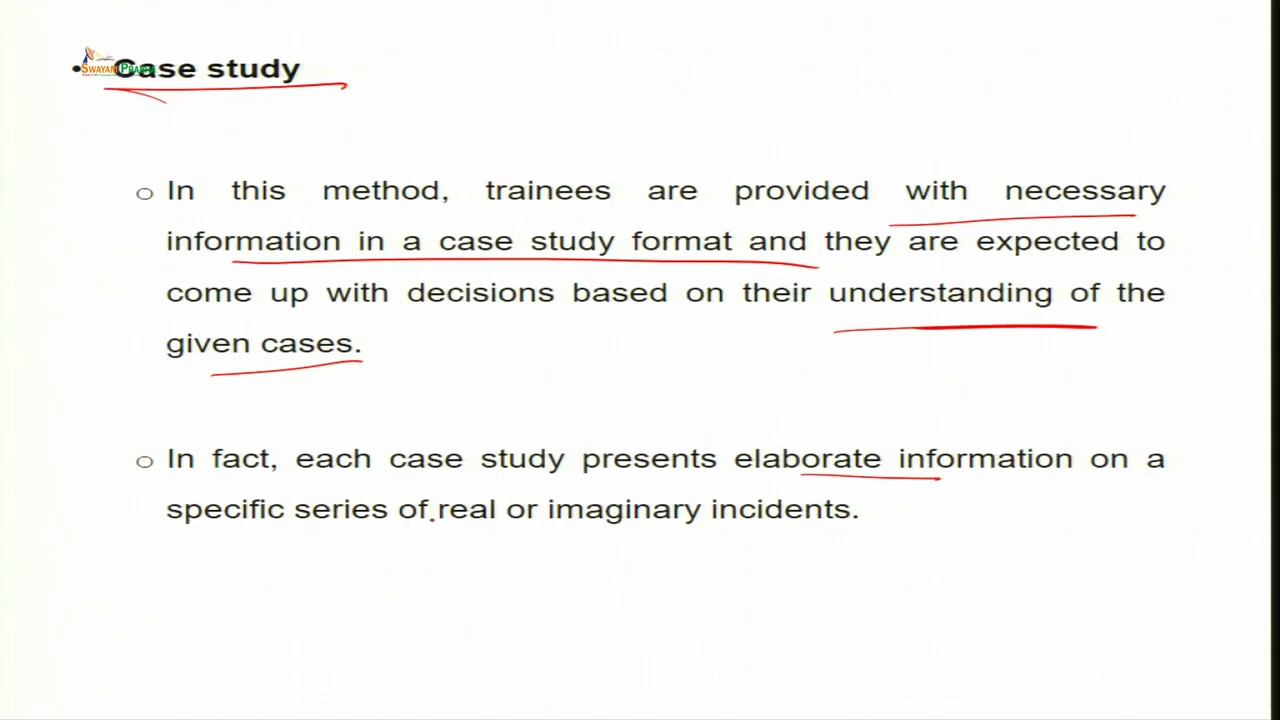 • Case study
SWAYAM PRABHA
o In this method, trainees are provided with necessary
information in a case study format and they are expected to
come up with decisions based on their understanding of the
given cases.
o In fact, each case study presents elaborate information on a
specific series of real or imaginary incidents.